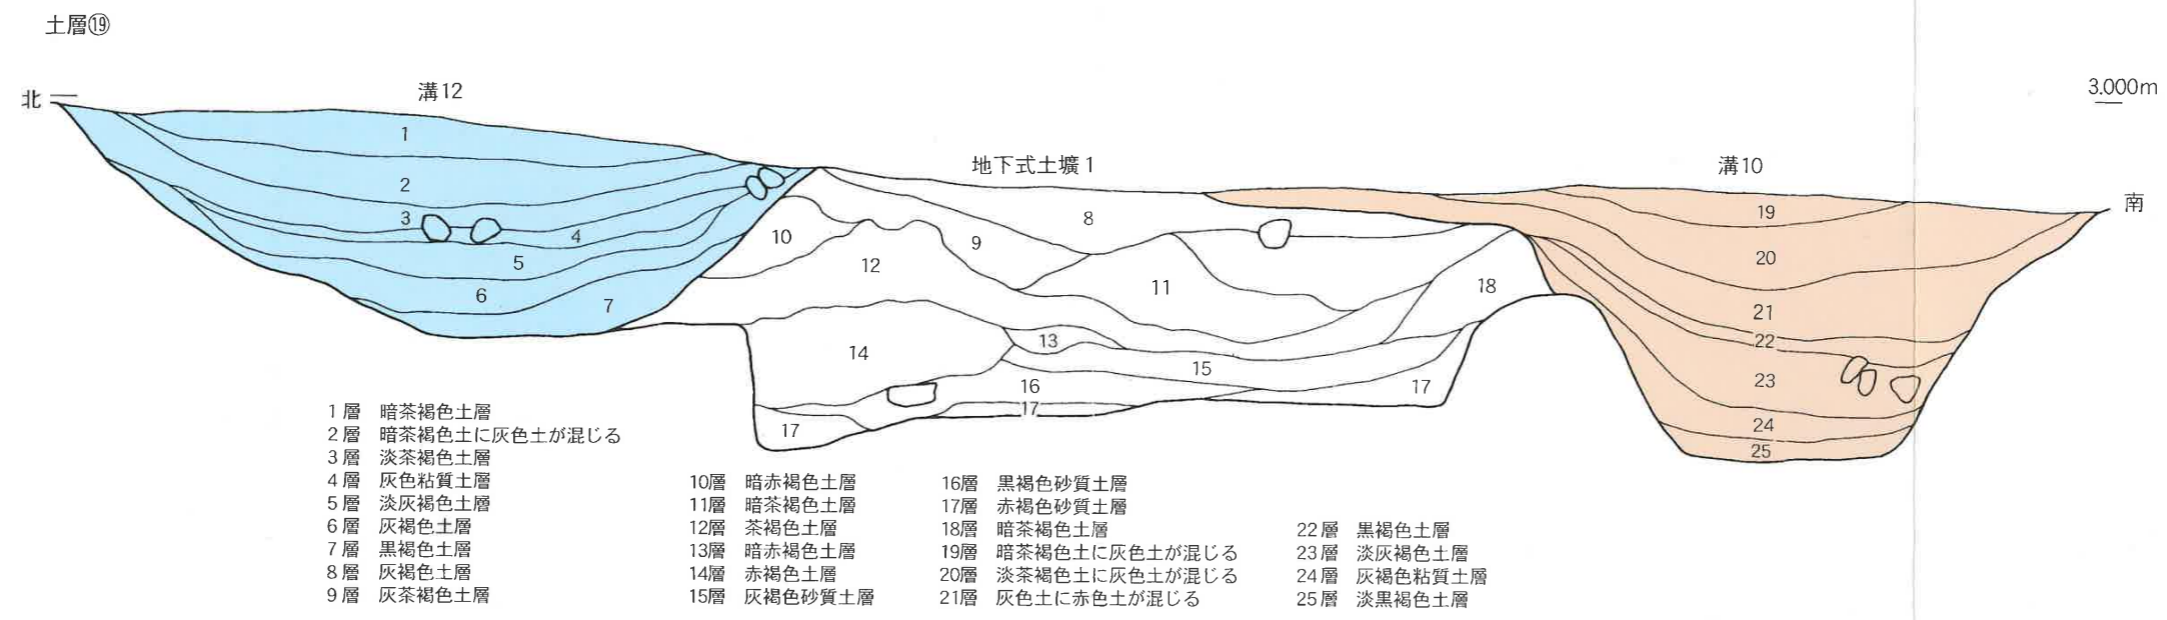 土層⑲
北
溝12
3.000m
地下式土壙1
溝10
南
1
2
3
4
5
6
7
8
9
10
11
12
13
14
15
16
17
17
17
18
19
20
21
22
23
24
25
1層 暗茶褐色土層
2層 暗茶褐色土に灰色土が混じる
3層 淡茶褐色土層
4層 灰色粘質土層
5層 淡灰褐色土層
6層 灰褐色土層
7層 黒褐色土層
8層 灰褐色土層
9層 灰茶褐色土層
10層 暗赤褐色土層
11層 暗茶褐色土層
12層 茶褐色土層
13層 暗赤褐色土層
14層 赤褐色土層
15層 灰褐色砂質土層
16層 黒褐色砂質土層
17層 赤褐色砂質土層
18層 暗茶褐色土層
19層 暗茶褐色土に灰色土が混じる
20層 淡茶褐色土に灰色土が混じる
21層 灰色土に赤色土が混じる
22層 黒褐色土層
23層 淡灰褐色土層
24層 灰褐色粘質土層
25層 淡黒褐色土層